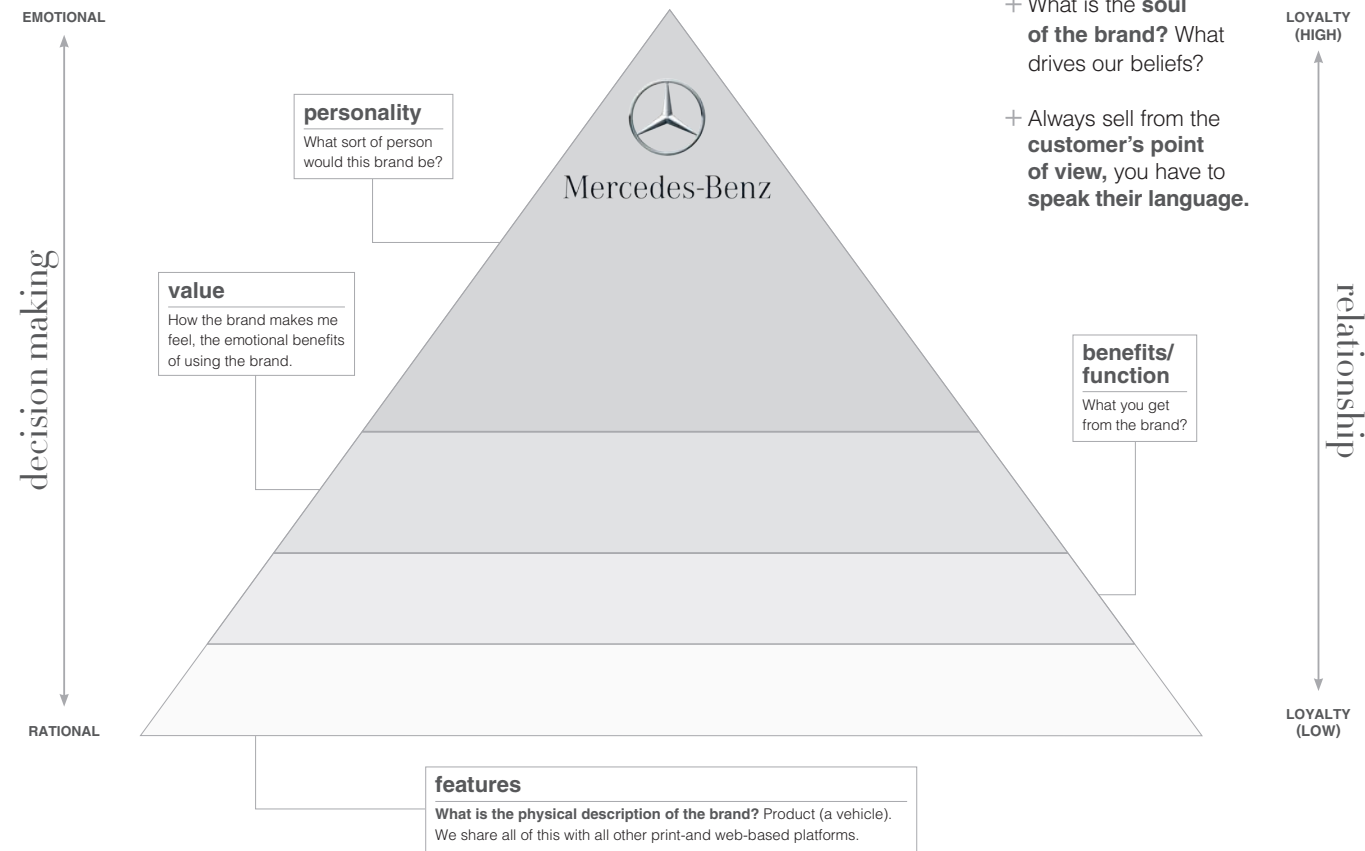 EMOTIONAL
decision making
RATIONAL
personality
What sort of person
would this brand be?
value
How the brand makes me
feel, the emotional benefits
of using the brand.
Mercedes-Benz
+ What is the soul
of the brand? What
drives our beliefs?
+ Always sell from the
customer’s point
of view, you have to
speak their language.
benefits/
function
What you get
from the brand?
LOYALTY
(HIGH)
relationship
LOYALTY
(LOW)
features
What is the physical description of the brand? Product (a vehicle).
We share all of this with all other print-and web-based platforms.